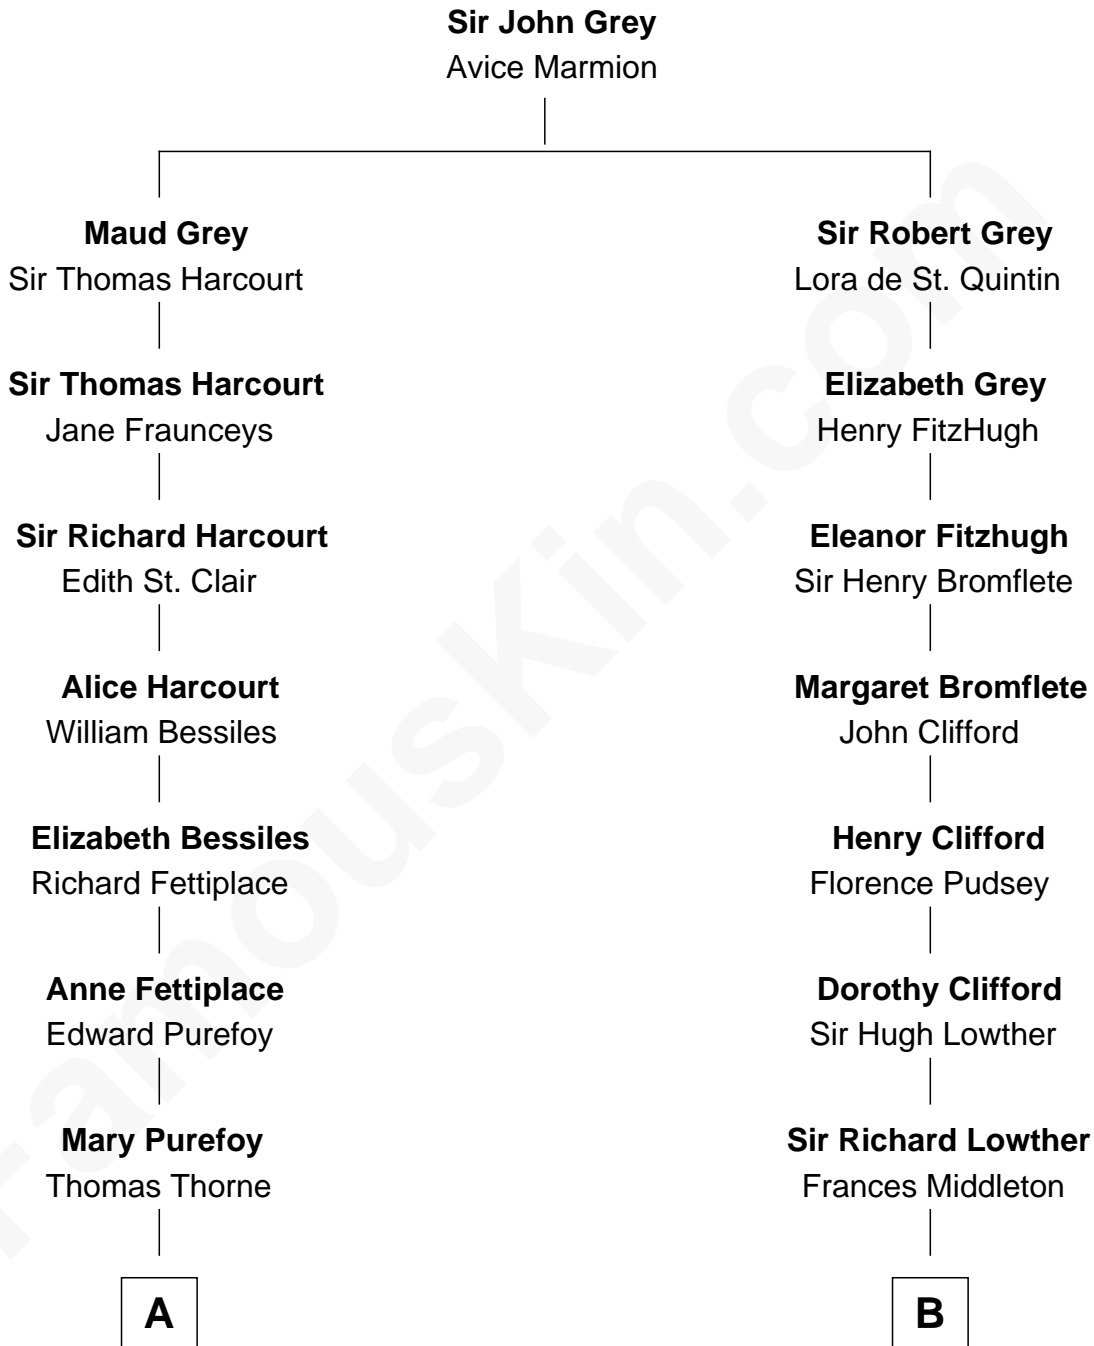 Sir John Grey
Avice Marmion
Maud Grey
Sir Thomas Harcourt
Sir Robert Grey
Lora de St. Quintin
Sir Thomas Harcourt
Jane Fraunceys
Elizabeth Grey
Henry FitzHugh
Sir Richard Harcourt
Edith St. Clair
Eleanor Fitzhugh
Sir Henry Bromflete
Alice Harcourt
William Bessiles
Margaret Bromflete
John Clifford
Elizabeth Bessiles
Richard Fettiplace
Henry Clifford
Florence Pudsey
Anne Fettiplace
Edward Purefoy
Dorothy Clifford
Sir Hugh Lowther
Mary Purefoy
Thomas Thorne
Sir Richard Lowther
Frances Middleton
A
B
FamousKin.com